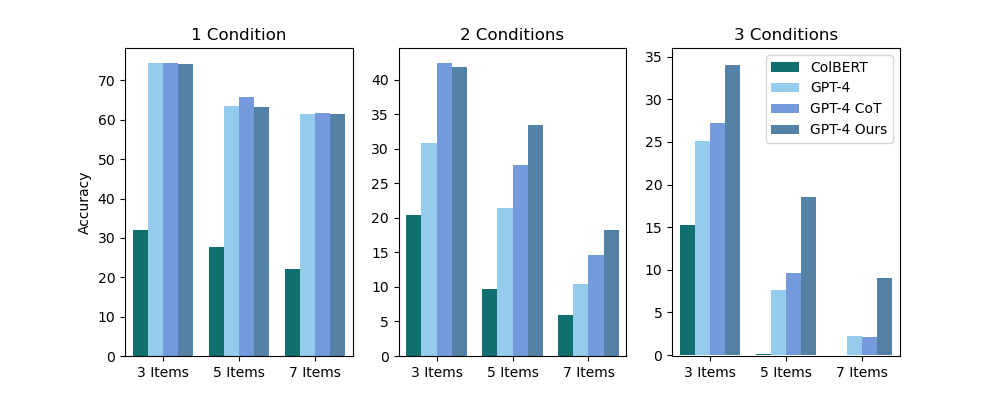 1 Condition
2 Conditions
3 Conditions
Accuracy
70
60
50
40
30
20
10
0
3 Items
5 Items
7 Items
40
35
30
25
20
15
10
5
0
3 Items
5 Items
7 Items
35
30
25
20
15
10
5
0
3 Items
5 Items
7 Items
ColBERT
GPT-4
GPT-4 CoT
GPT-4 Ours